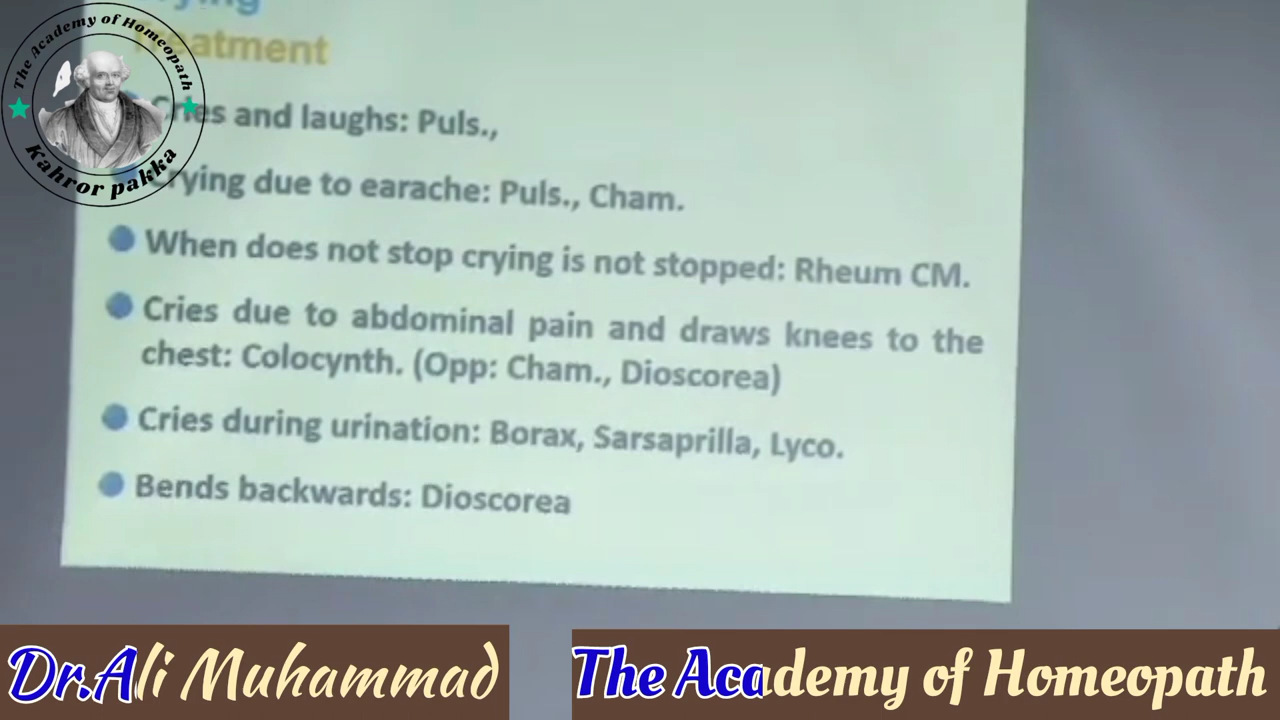 The Academy of Homeopath
Kahror pakka
Cries and laughs: Puls.,
Crying due to earache: Puls., Cham.
When does not stop crying is not stopped: Rheum CM.
Cries due to abdominal pain and draws knees to the
chest: Colocynth. (Opp: Cham., Dioscorea)
Cries during urination: Borax, Sarsaprilla, Lyco.
Bends backwards: Dioscorea
Dr.Ali Muhammad
The Academy of Homeopath